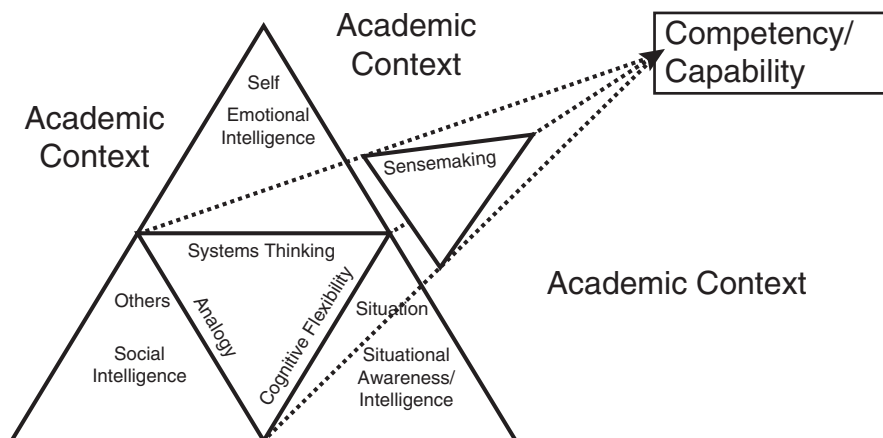 Academic
Context
Competency/
Capability
Self
Emotional
Intelligence
Academic
Context
Sensemaking
Systems Thinking
Academic Context
Others
Analogy
Cognitive Flexibility
Situation
Social
Intelligence
Situational
Awareness/
Intelligence